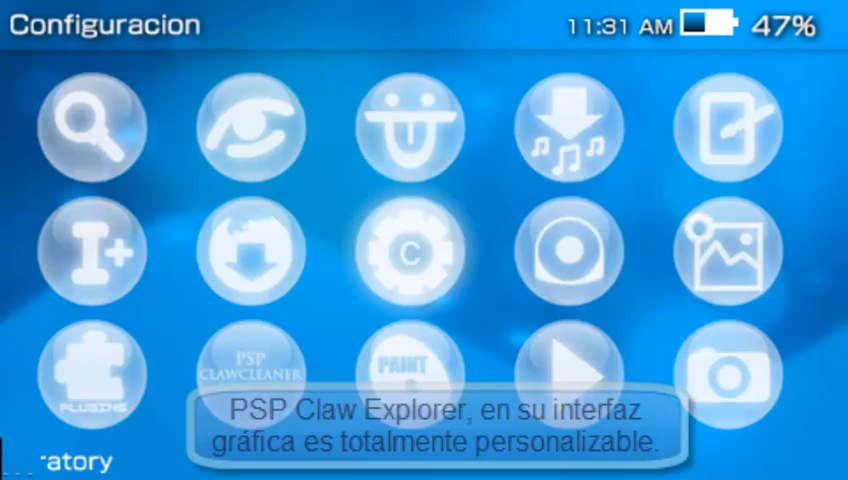 Configuracion
11:31 AM
47%
I+
C
PSP
CLAWCLEANER
PAINT
PLUGINS
PSP Claw Explorer, en su interfaz
gráfica es totalmente personalizable.